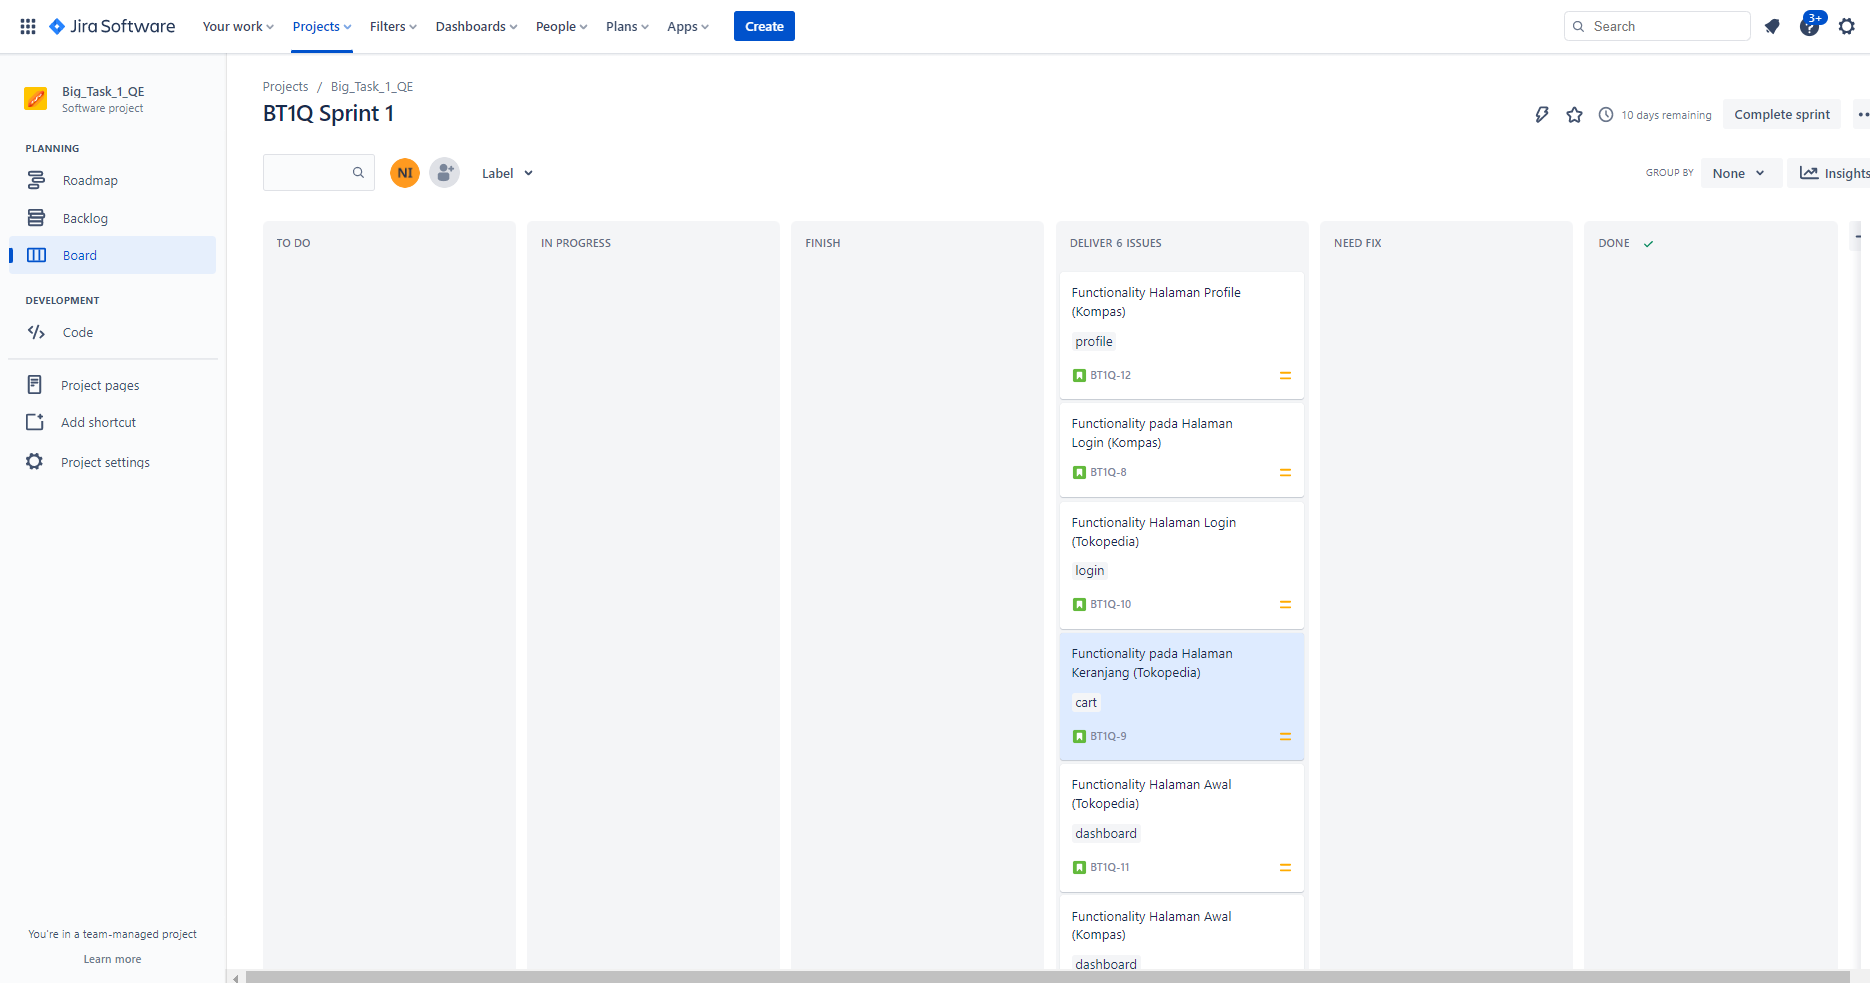 Jira Software
Your work
Projects
Filters
Dashboards
People
Plans
Apps
Create
Search
3+
Big_Task_1_QE
Software project
PLANNING
Roadmap
Backlog
Board
DEVELOPMENT
Code
Project pages
Add shortcut
Project settings
You're in a team-managed project
Learn more
Projects / Big_Task_1_QE
BT1Q Sprint 1
10 days remaining
Complete sprint
NI
Label
GROUP BY
None
Insights
TO DO
IN PROGRESS
FINISH
DELIVER 6 ISSUES
Functionality Halaman Profile
(Kompas)
profile
BT1Q-12
Functionality pada Halaman
Login (Kompas)
BT1Q-8
Functionality Halaman Login
(Tokopedia)
login
BT1Q-10
Functionality pada Halaman
Keranjang (Tokopedia)
cart
BT1Q-9
Functionality Halaman Awal
(Tokopedia)
dashboard
BT1Q-11
Functionality Halaman Awal
(Kompas)
dashboard
NEED FIX
DONE